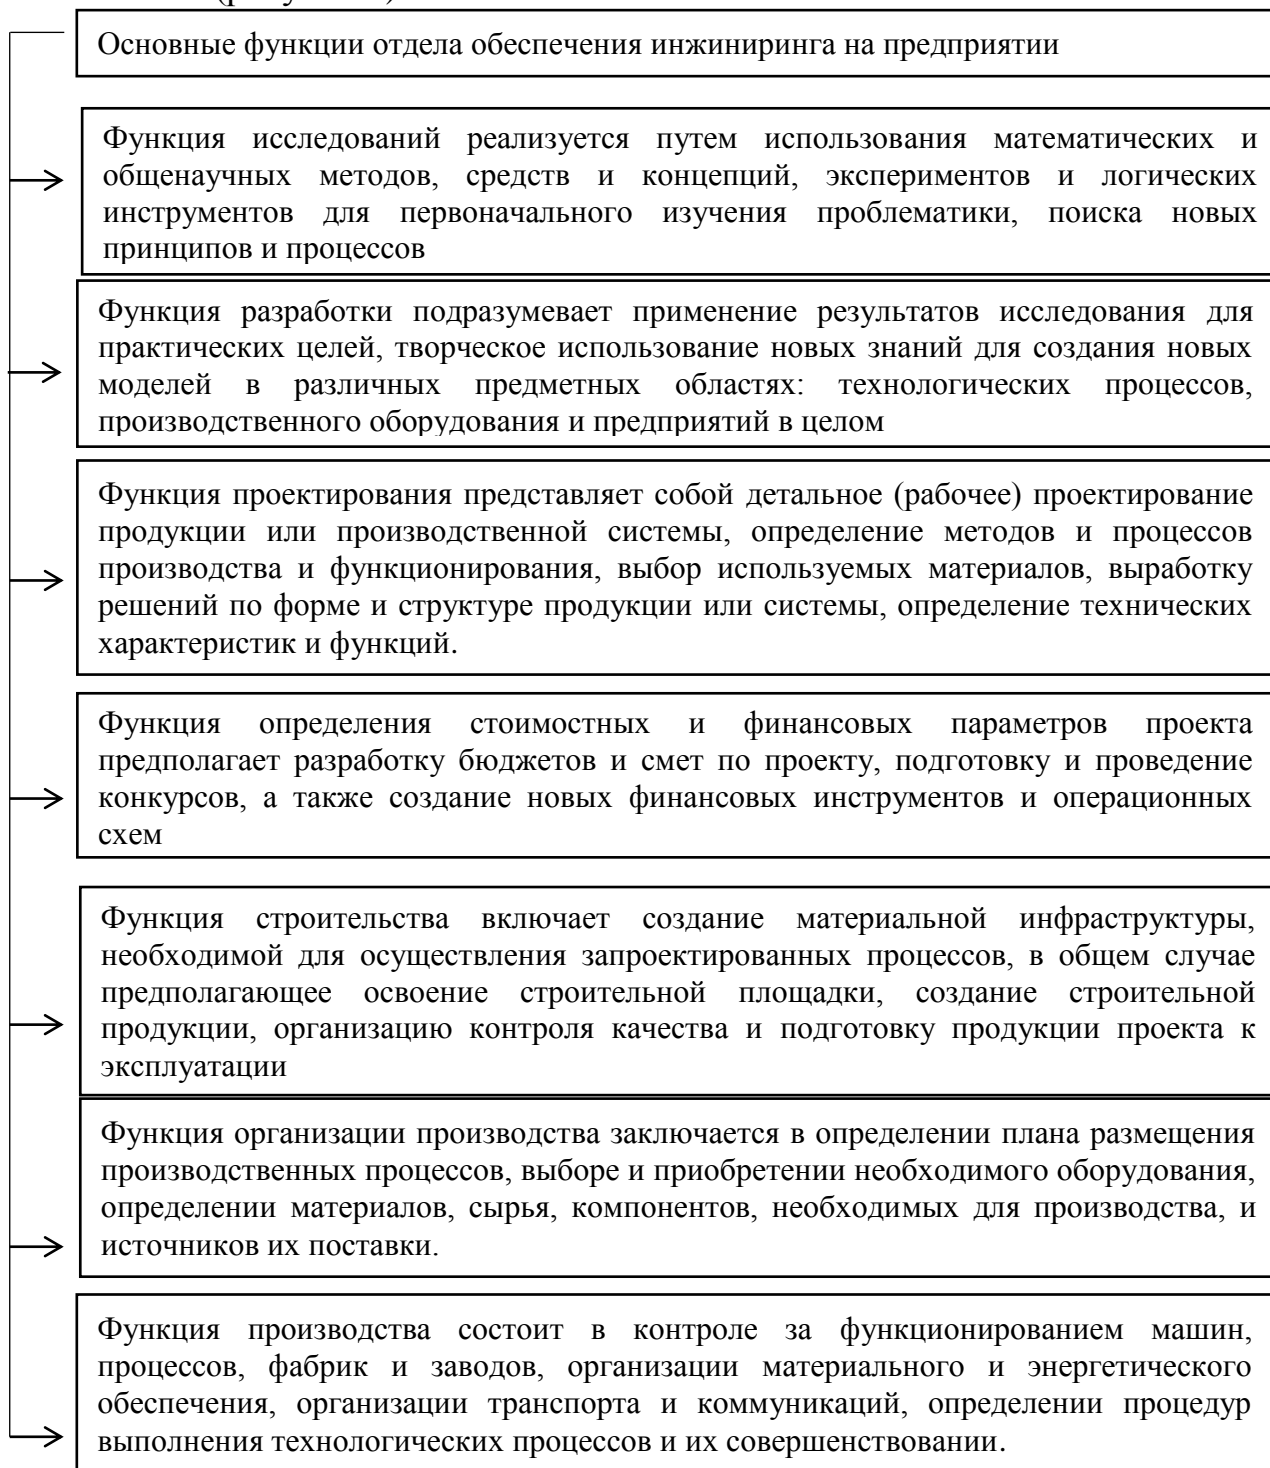 Основные функции отдела обеспечения инжиниринга на предприятии
Функция исследований реализуется путем использования математических и
общенаучных методов, средств и концепций, экспериментов и логических
инструментов для первоначального изучения проблематики, поиска новых
принципов и процессов
Функция разработки подразумевает применение результатов исследования для
практических целей, творческое использование новых знаний для создания новых
моделей в различных предметных областях: технологических процессов,
производственного оборудования и предприятий в целом
Функция проектирования представляет собой детальное (рабочее) проектирование
продукции или производственной системы, определение методов и процессов
производства и функционирования, выбор используемых материалов, выработку
решений по форме и структуре продукции или системы, определение технических
характеристик и функций.
Функция определения стоимостных и финансовых параметров проекта
предполагает разработку бюджетов и смет по проекту, подготовку и проведение
конкурсов, а также создание новых финансовых инструментов и операционных
схем
Функция строительства включает создание материальной инфраструктуры,
необходимой для осуществления запроектированных процессов, в общем случае
предполагающее освоение строительной площадки, создание строительной
продукции, организацию контроля качества и подготовку продукции проекта к
эксплуатации
Функция организации производства заключается в определении плана размещения
производственных процессов, выборе и приобретении необходимого оборудования,
определении материалов, сырья, компонентов, необходимых для производства, и
источников их поставки.
Функция производства состоит в контроле за функционированием машин,
процессов, фабрик и заводов, организации материального и энергетического
обеспечения, организации транспорта и коммуникаций, определении процедур
выполнения технологических процессов и их совершенствовании.